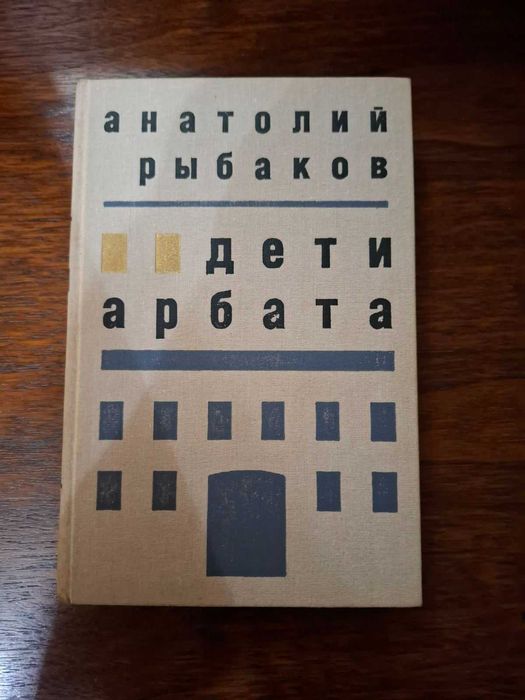 анатолий
рыбаков
дети
арбата